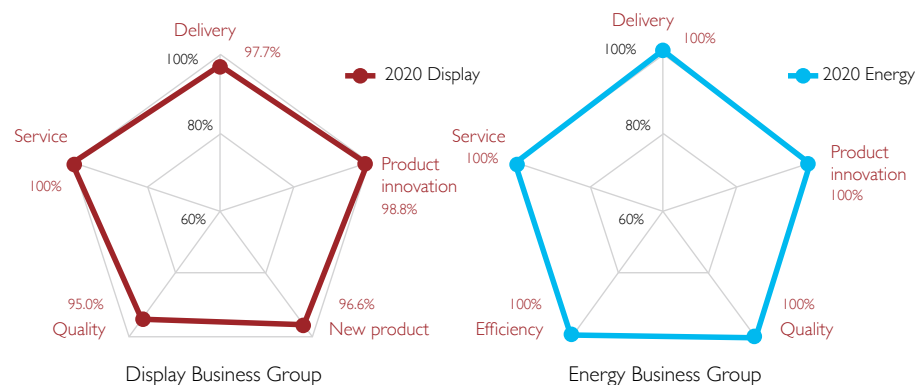 Delivery
97.7%
100%
2020 Display
80%
Service
100%
Product
innovation
98.8%
60%
95.0%
Quality
96.6%
New product
Display Business Group
Delivery
100%
100%
2020 Energy
80%
Service
100%
Product
innovation
100%
60%
100%
Efficiency
100%
Quality
Energy Business Group